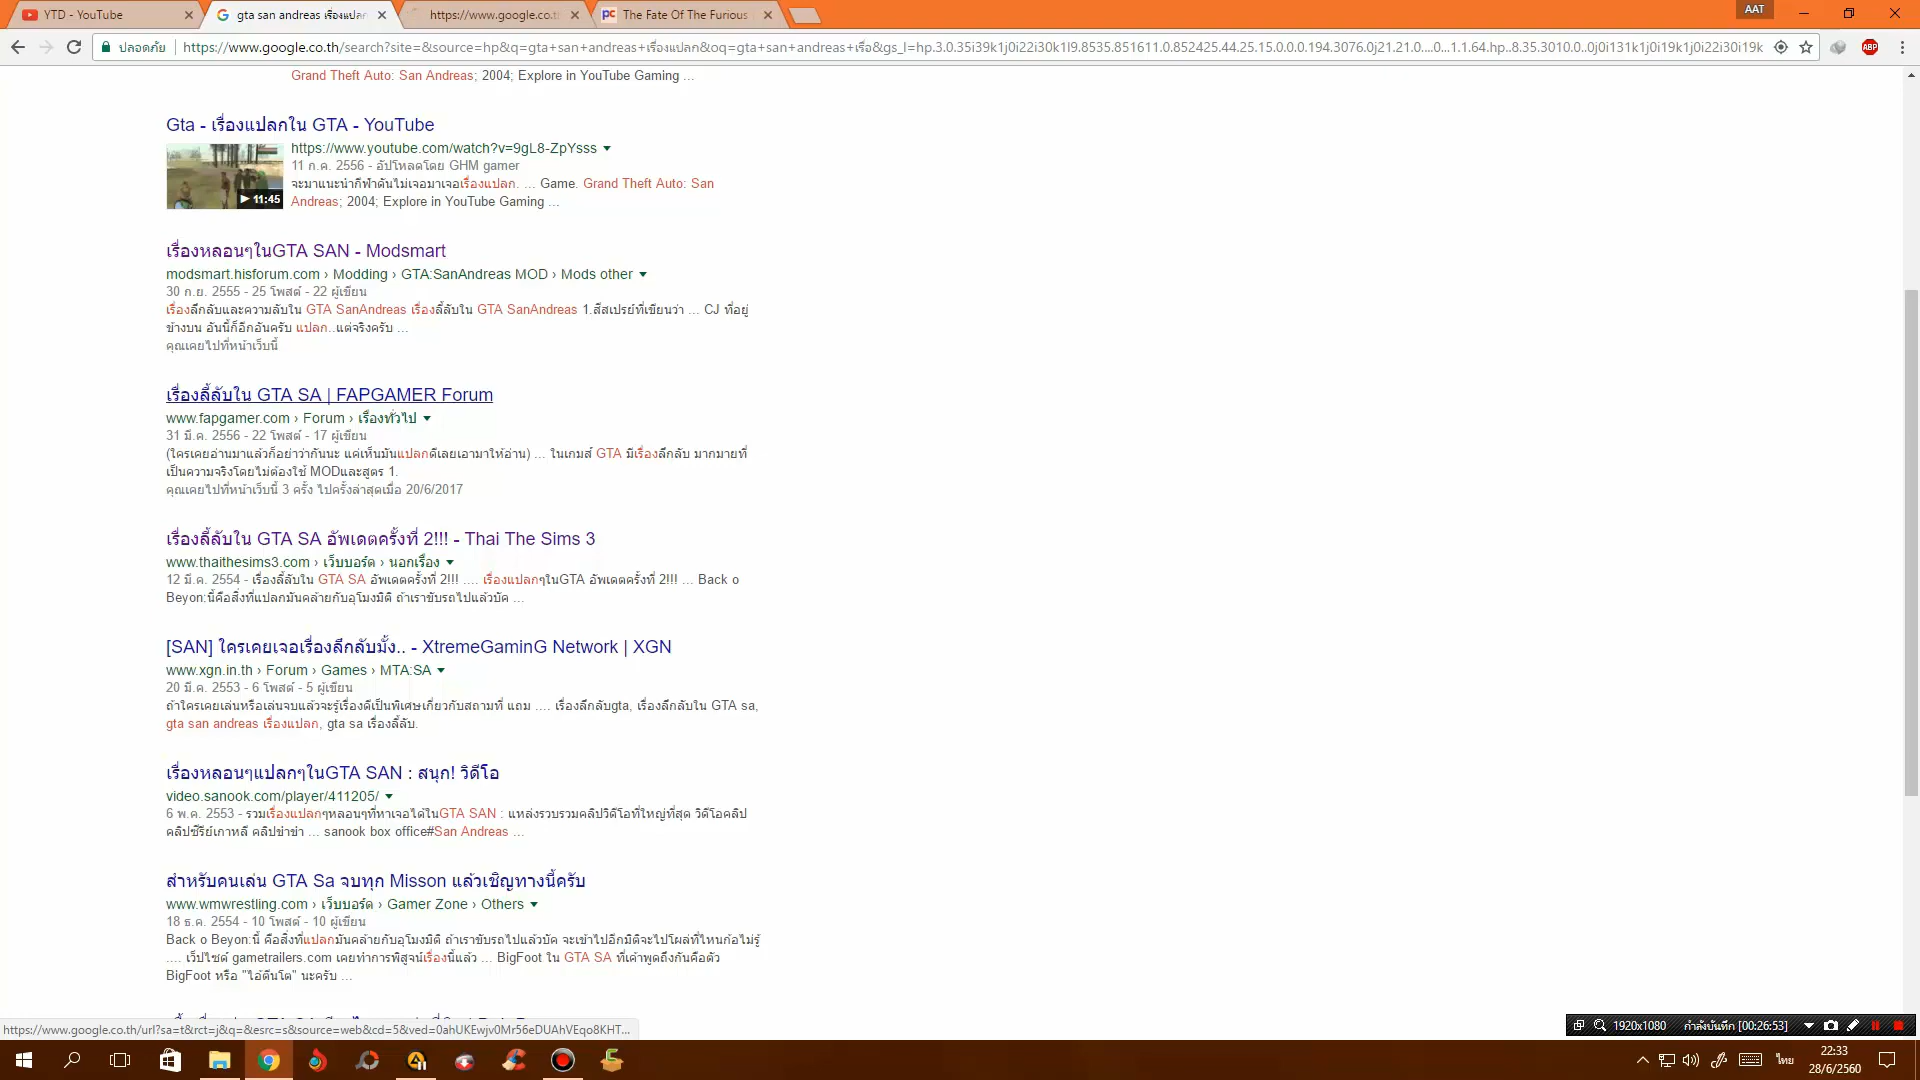 YTD - YouTube
gta san andreas เรื่องแปลก
https://www.google.co.t
The Fate Of The Furious
AAT
ปลอดภัย
https://www.google.co.th/search?site=&source=hp&q=gta+san+andreas+เรื่องแปลก&oq=gta+san+andreas+เรื่อ&gs_l=hp.3.0.35i39k1j0i22i30k1l9.8535.851611.0.852425.44.25.15.0.0.0.194.3076.0j21.21.0....0...1.1.64.hp..8.35.3010.0..0j0i131k1j0i19k1j0i22i30i19k
Grand Theft Auto: San Andreas; 2004; Explore in YouTube Gaming ...
Gta - เรื่องแปลกใน GTA - YouTube
https://www.youtube.com/watch?v=9gL8-ZpYsss
11 ก.ค. 2556 - อัปโหลดโดย GHM gamer
จะมาแนะนำกีฬาดันไม่เจอมาเจอเรื่องแปลก. ... Game. Grand Theft Auto: San
Andreas; 2004; Explore in YouTube Gaming ...
11:45
เรื่องหลอนๆในGTA SAN - Modsmart
modsmart.hisforum.com › Modding › GTA:SanAndreas MOD › Mods other
30 ก.ย. 2555 - 25 โพสต์ - 22 ผู้เขียน
เรื่องลึกลับและความลับใน GTA SanAndreas เรื่องลี้ลับใน GTA SanAndreas 1.สีสเปรย์ที่เขียนว่า ... CJ ที่อยู่
ข้างบน อันนี้ก็อีกอันครับ แปลก..แต่จริงครับ ...
คุณเคยไปที่หน้าเว็บนี้
เรื่องลี้ลับใน GTA SA | FAPGAMER Forum
www.fapgamer.com › Forum › เรื่องทั่วไป
31 มี.ค. 2556 - 22 โพสต์ - 17 ผู้เขียน
(ใครเคยอ่านมาแล้วก็อย่าว่ากันนะ แค่เห็นมันแปลกดีเลยเอามาให้อ่าน) ... ในเกมส์ GTA มีเรื่องลึกลับ มากมายที่
เป็นความจริงโดยไม่ต้องใช้ MODและสูตร 1.
คุณเคยไปที่หน้าเว็บนี้ 3 ครั้ง ไปครั้งล่าสุดเมื่อ 20/6/2017
เรื่องลี้ลับใน GTA SA อัพเดตครั้งที่ 2!!! - Thai The Sims 3
www.thaithesims3.com › เว็บบอร์ด › นอกเรื่อง
12 มี.ค. 2554 - เรื่องลี้ลับใน GTA SA อัพเดตครั้งที่ 2!!! .... เรื่องแปลกๆในGTA อัพเดตครั้งที่ 2!!! ... Back o
Beyon:นี้คือสิ่งที่แปลกมันคล้ายกับอุโมงมิติ ถ้าเราขับรถไปแล้วบัค ...
[SAN] ใครเคยเจอเรื่องลึกลับมั้ง.. - XtremeGaminG Network | XGN
www.xgn.in.th › Forum › Games › MTA:SA
20 มี.ค. 2553 - 6 โพสต์ - 5 ผู้เขียน
ถ้าใครเคยเล่นหรือเล่นจบแล้วจะรู้เรื่องดีเป็นพิเศษเกี่ยวกับสถามที่ แถม .... เรื่องลึกลับgta, เรื่องลึกลับใน GTA sa,
gta san andreas เรื่องแปลก, gta sa เรื่องลี้ลับ.
เรื่องหลอนๆแปลกๆในGTA SAN : สนุก! วิดีโอ
video.sanook.com/player/411205/
6 พ.ค. 2553 - รวมเรื่องแปลกๆหลอนๆที่หาเจอได้ในGTA SAN : แหล่งรวบรวมคลิปวิดีโอที่ใหญ่ที่สุด วิดีโอคลิป
คลิปซีรีย์เกาหลี คลิปขำขำ ... sanook box office#San Andreas ...
สำหรับคนเล่น GTA Sa จบทุก Misson แล้วเชิญทางนี้ครับ
www.wmwrestling.com › เว็บบอร์ด › Gamer Zone › Others
18 ธ.ค. 2554 - 10 โพสต์ - 10 ผู้เขียน
Back o Beyon:นี้ คือสิ่งที่แปลกมันคล้ายกับอุโมงมิติ ถ้าเราขับรถไปแล้วบัค จะเข้าไปอีกมิติจะไปโผล่ที่ไหนก้อไม่รู้
.... เว็ปไซด์ gametrailers.com เคยทำการพิสูจน์เรื่องนี้แล้ว ... BigFoot ใน GTA SA ที่เค้าพูดถึงกันคือตัว
BigFoot หรือ "ไอ้ตีนโต" นะครับ ...
https://www.google.co.th/url?sa=t&rct=j&q=&esrc=s&source=web&cd=5&ved=0ahUKEwjv0Mr56eDUAhVEqo8KHT...
1920x1080 กำลังบันทึก [00:26:53]
ไทย
22:33
28/6/2560